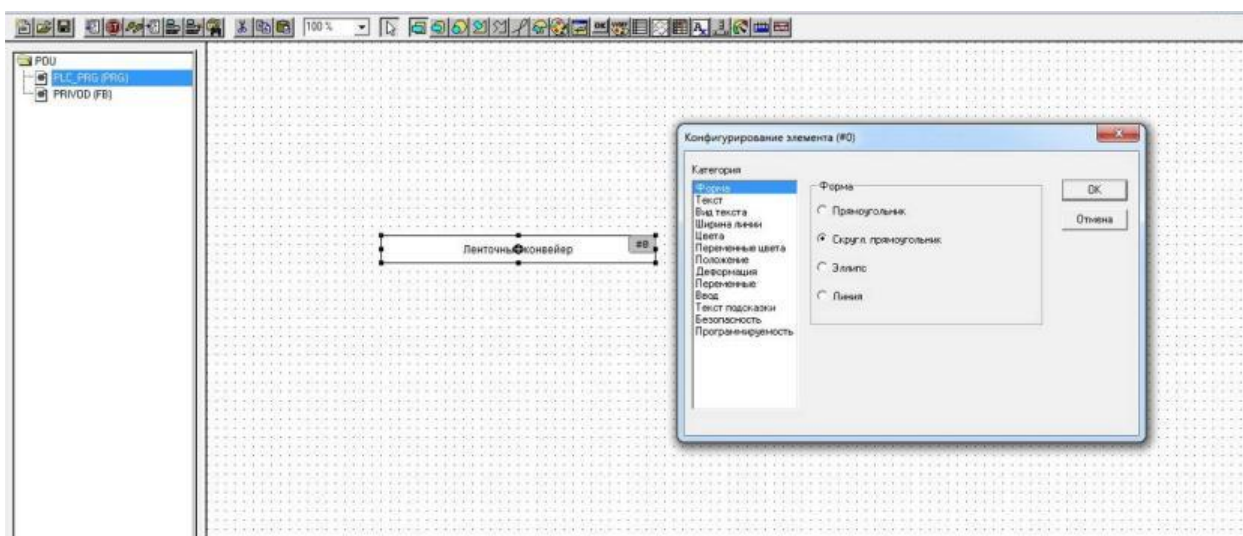 100 %
POU
PLC_PRG (PRG)
PRIVOD (FB)
Ленточный конвейер
#0
Конфигурирование элемента (#0)
Категория
Форма
Текст
Вид текста
Ширина линии
Цвета
Переменные цвета
Положение
Деформация
Переменные
Ввод
Текст подсказки
Безопасность
Программируемость
Форма
Прямоугольник
Скругл. прямоугольник
Эллипс
Линия
OK
Отмена